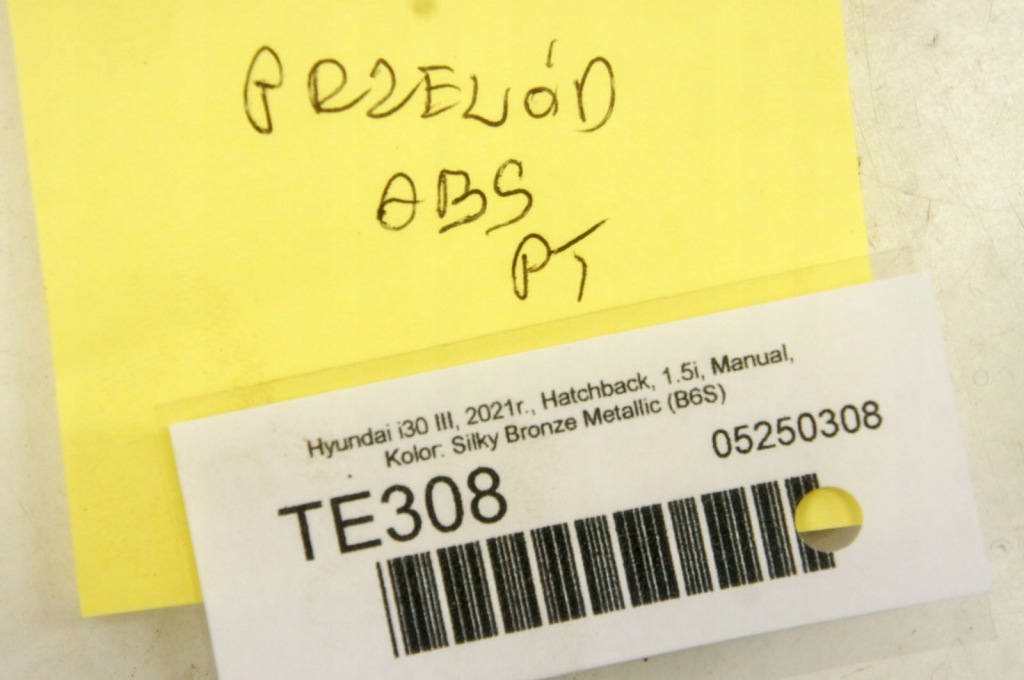 PRZEWÓD
ABS
PT
Hyundai i30 III, 2021r., Hatchback, 1.5i, Manual,
Kolor: Silky Bronze Metallic (B6S)
TE308 05250308